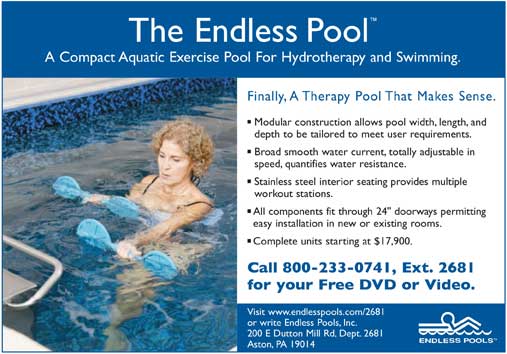 The Endless Pool™
A Compact Aquatic Exercise Pool For Hydrotherapy and Swimming.
Finally, A Therapy Pool That Makes Sense.
▪ Modular construction allows pool width, length, and
depth to be tailored to meet user requirements.
▪ Broad smooth water current, totally adjustable in
speed, quantifies water resistance.
▪ Stainless steel interior seating provides multiple
workout stations.
▪ All components fit through 24" doorways permitting
easy installation in new or existing rooms.
▪ Complete units starting at $17,900.
Call 800-233-0741, Ext. 2681
for your Free DVD or Video.
Visit www.endlesspools.com/2681
or write Endless Pools, Inc.
200 E Dutton Mill Rd, Dept. 2681
Aston, PA 19014
ENDLESS POOLS™